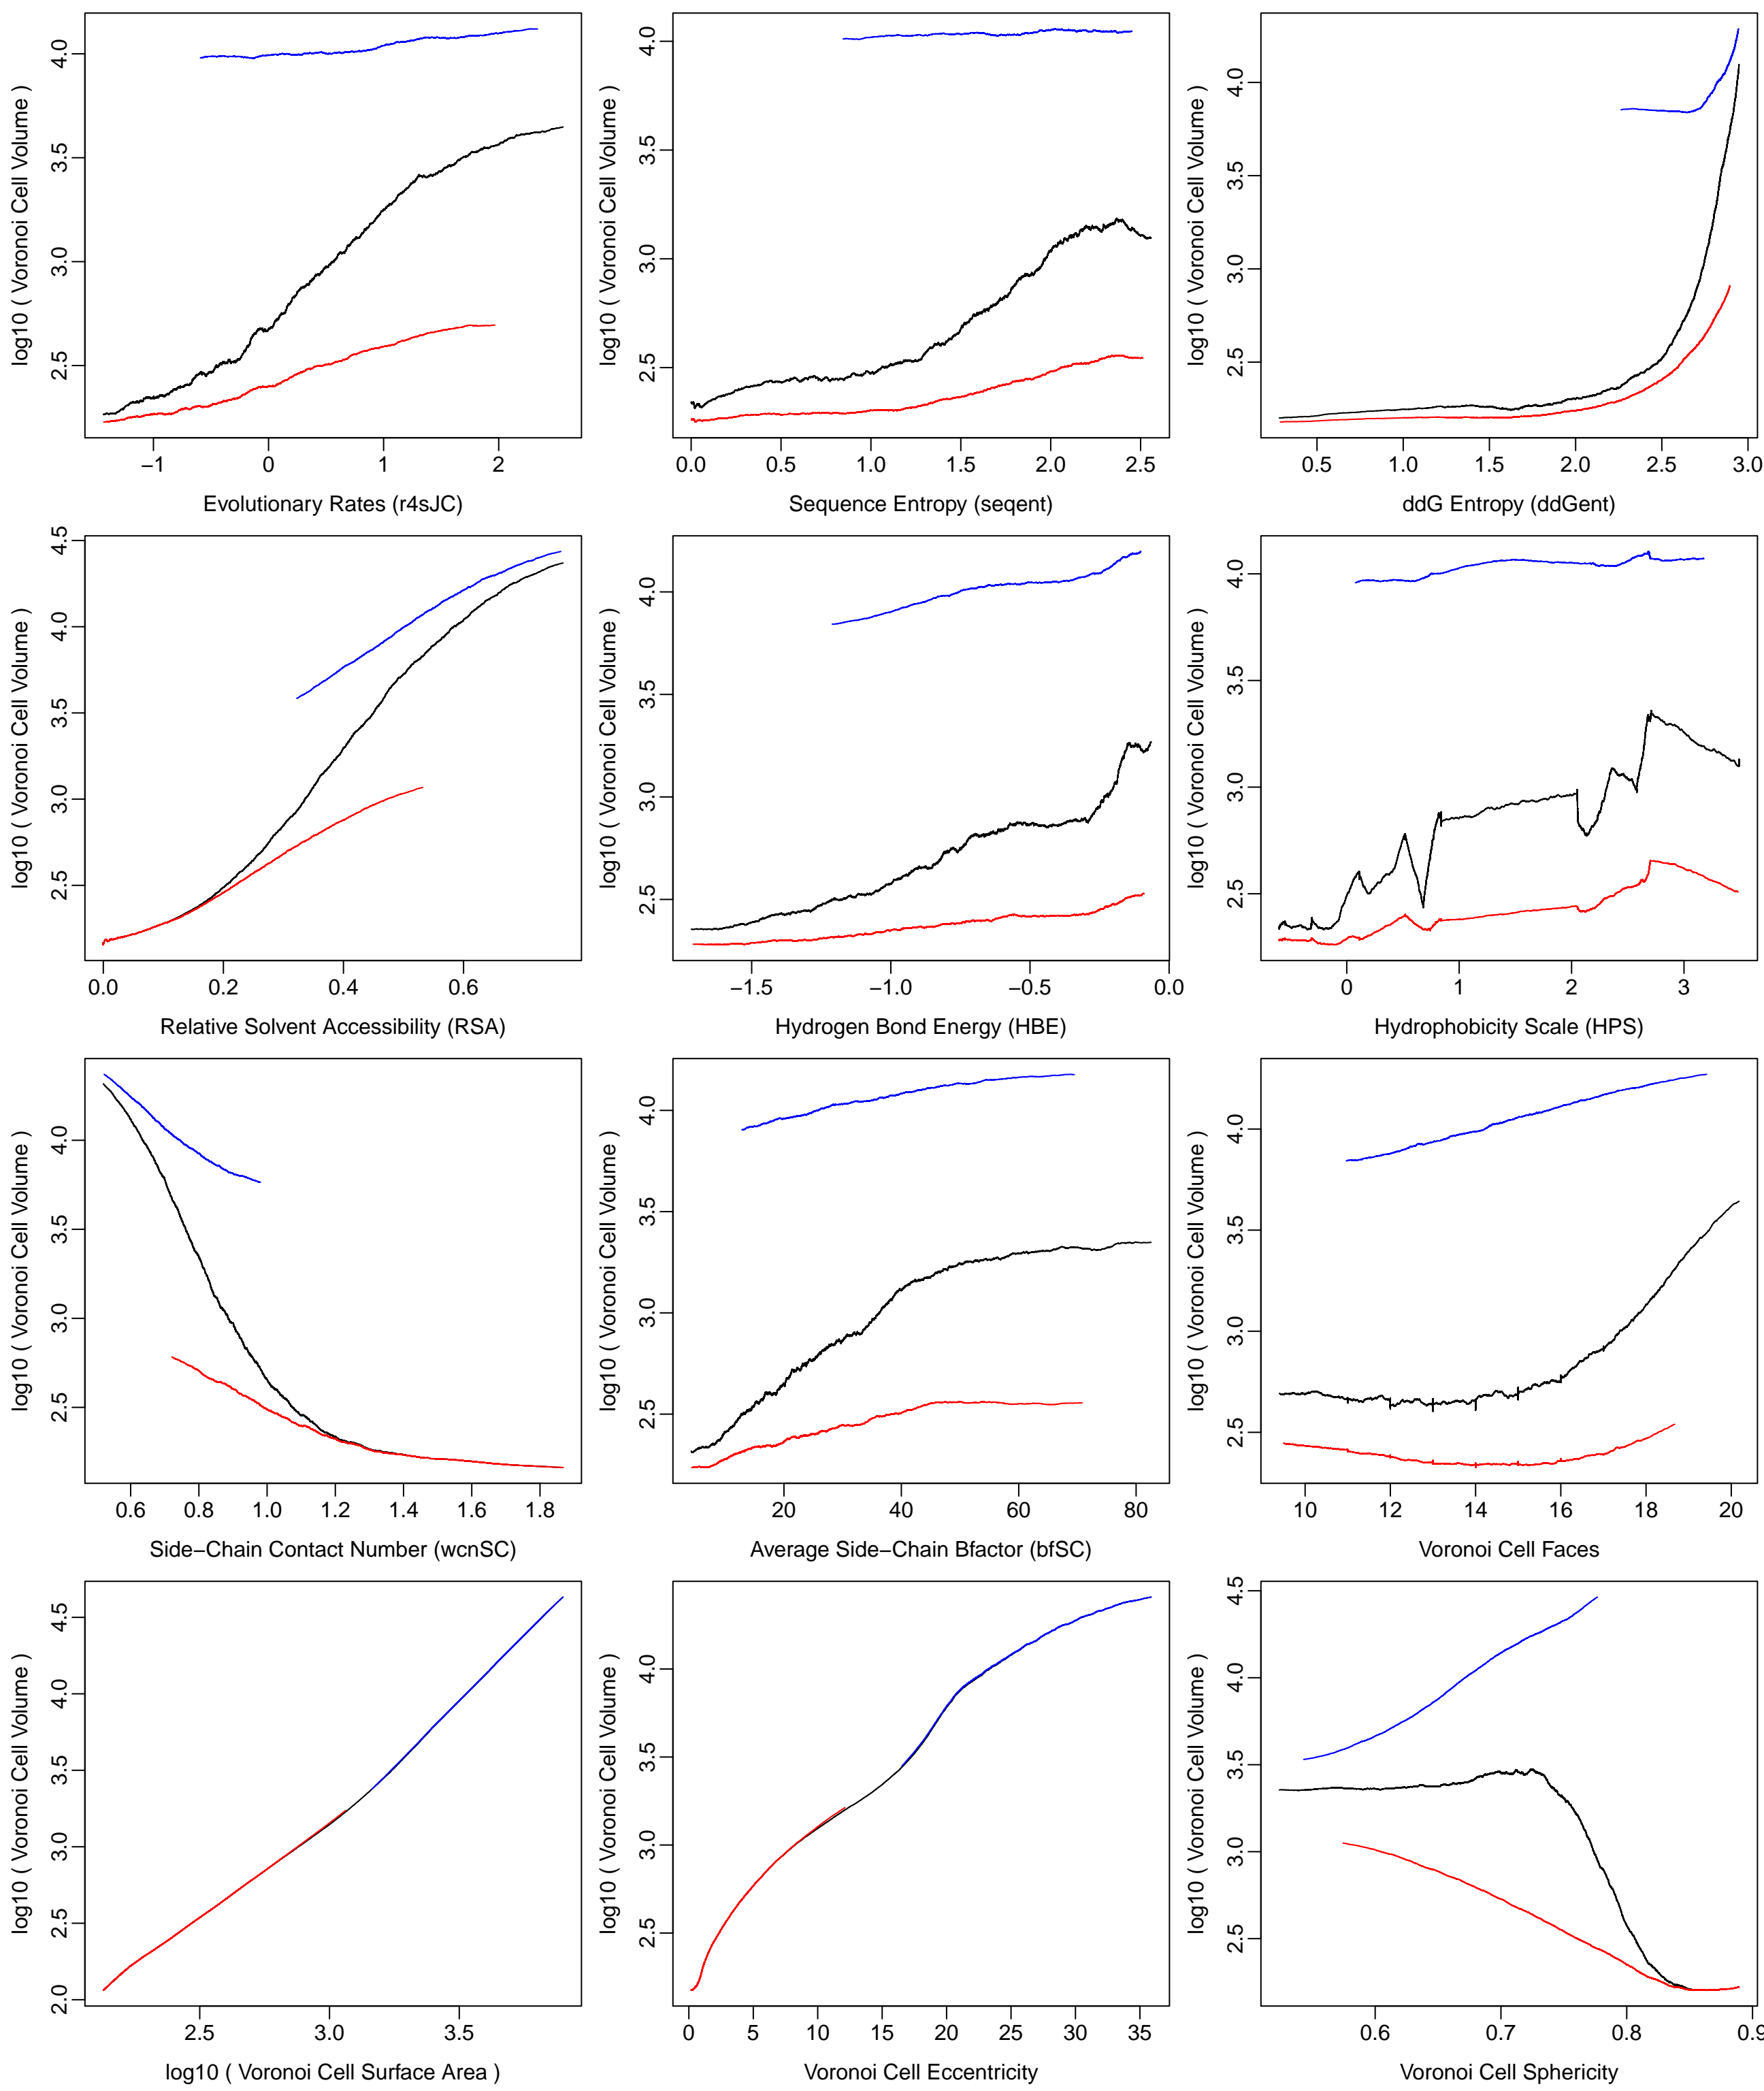 log10 ( Voronoi Cell Volume )
4.0
3.5
3.0
2.5
−1 0 1 2
Evolutionary Rates (r4sJC)
log10 ( Voronoi Cell Volume )
4.0
3.5
3.0
2.5
0.0 0.5 1.0 1.5 2.0 2.5
Sequence Entropy (seqent)
log10 ( Voronoi Cell Volume )
4.0
3.5
3.0
2.5
0.5 1.0 1.5 2.0 2.5 3.0
ddG Entropy (ddGent)
log10 ( Voronoi Cell Volume )
4.5
4.0
3.5
3.0
2.5
0.0 0.2 0.4 0.6
Relative Solvent Accessibility (RSA)
log10 ( Voronoi Cell Volume )
4.0
3.5
3.0
2.5
−1.5 −1.0 −0.5 0.0
Hydrogen Bond Energy (HBE)
log10 ( Voronoi Cell Volume )
4.0
3.5
3.0
2.5
0 1 2 3
Hydrophobicity Scale (HPS)
log10 ( Voronoi Cell Volume )
4.0
3.5
3.0
2.5
0.6 0.8 1.0 1.2 1.4 1.6 1.8
Side−Chain Contact Number (wcnSC)
log10 ( Voronoi Cell Volume )
4.0
3.5
3.0
2.5
20 40 60 80
Average Side−Chain Bfactor (bfSC)
log10 ( Voronoi Cell Volume )
4.0
3.5
3.0
2.5
10 12 14 16 18 20
Voronoi Cell Faces
log10 ( Voronoi Cell Volume )
4.5
4.0
3.5
3.0
2.5
2.0
2.5 3.0 3.5
log10 ( Voronoi Cell Surface Area )
log10 ( Voronoi Cell Volume )
4.0
3.5
3.0
2.5
0 5 10 15 20 25 30 35
Voronoi Cell Eccentricity
log10 ( Voronoi Cell Volume )
4.5
4.0
3.5
3.0
2.5
0.6 0.7 0.8 0.9
Voronoi Cell Sphericity